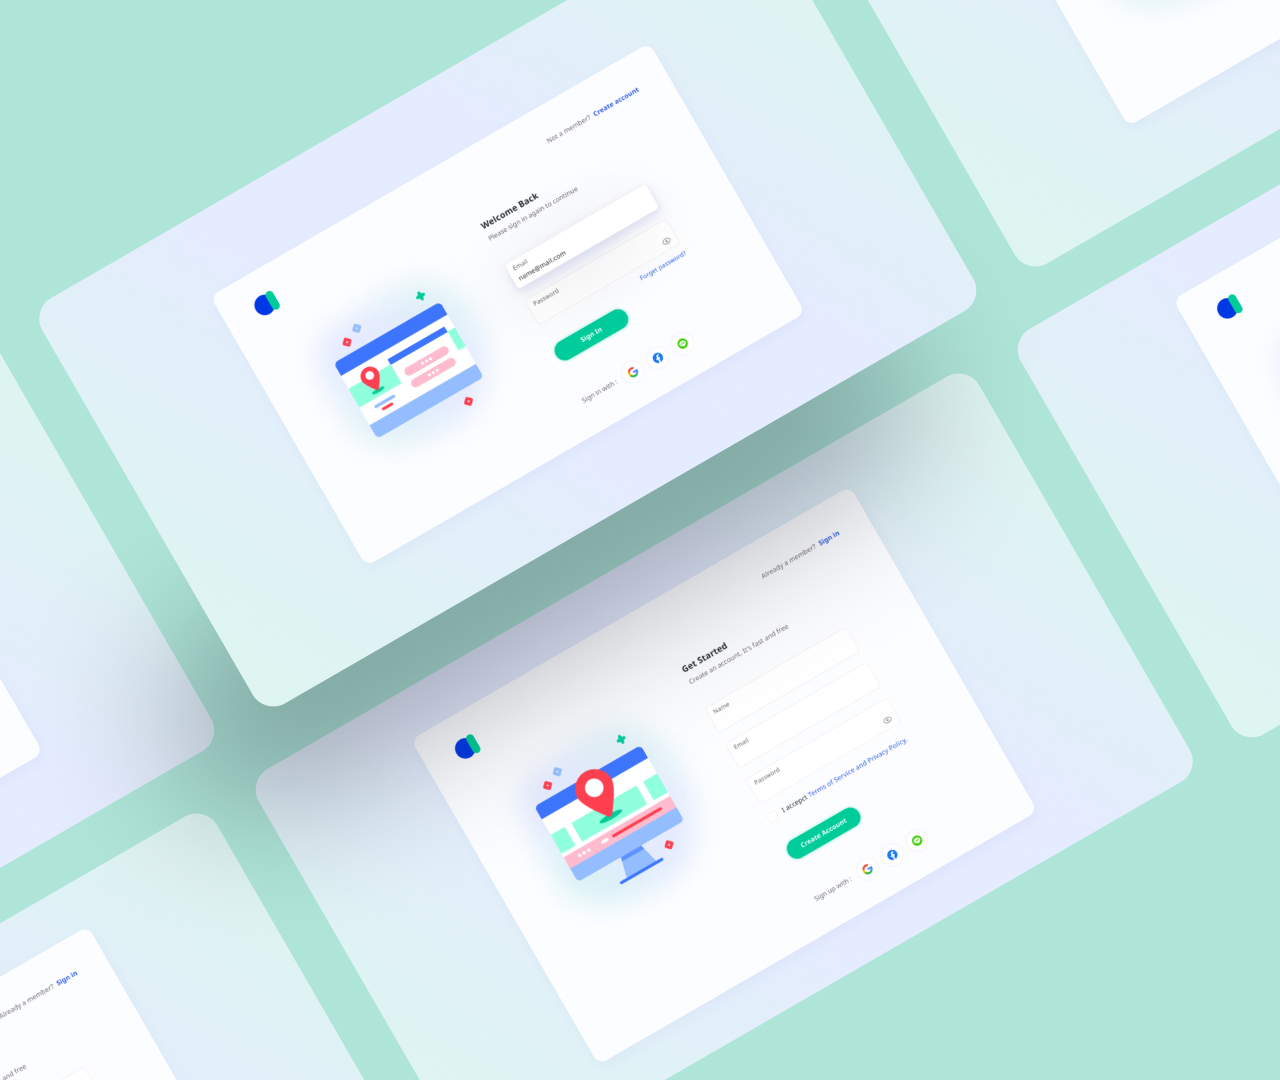 Not a member? Create account
Welcome Back
Please sign in again to continue
Email
name@mail.com
Password
Forget password?
Sign In
Sign in with :
Already a member? Sign in
Get Started
Create an account. It's fast and free
Name
Email
Password
I accepct Terms of Service and Privacy Policy.
Create Account
Sign up with :
Already a member? Sign in
and free